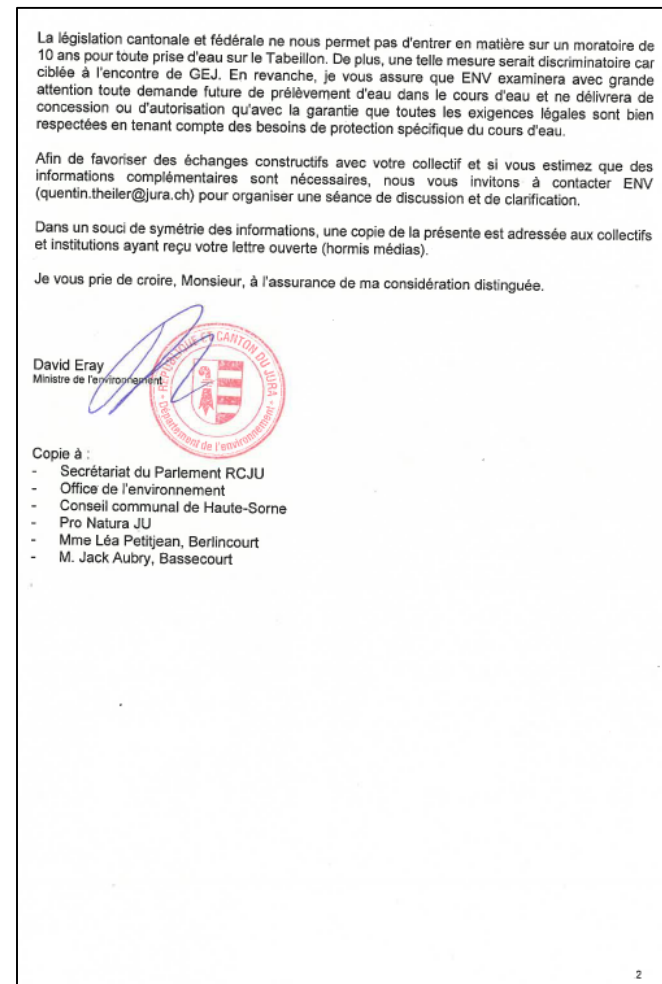 La législation cantonale et fédérale ne nous permet pas d'entrer en matière sur un moratoire de
10 ans pour toute prise d'eau sur le Tabeillon. De plus, une telle mesure serait discriminatoire car
ciblée à l'encontre de GEJ. En revanche, je vous assure que ENV examinera avec grande
attention toute demande future de prélèvement d'eau dans le cours d'eau et ne délivrera de
concession ou d'autorisation qu'avec la garantie que toutes les exigences légales sont bien
respectées en tenant compte des besoins de protection spécifique du cours d'eau.
Afin de favoriser des échanges constructifs avec votre collectif et si vous estimez que des
informations complémentaires sont nécessaires, nous vous invitons à contacter ENV
(quentin.theiler@jura.ch) pour organiser une séance de discussion et de clarification.
Dans un souci de symétrie des informations, une copie de la présente est adressée aux collectifs
et institutions ayant reçu votre lettre ouverte (hormis médias).
Je vous prie de croire, Monsieur, à l'assurance de ma considération distinguée.
David Eray
Ministre de l'environnement
RÉPUBLIQUE ET CANTON DU JURA
Département de l'environnement
Copie à :
- Secrétariat du Parlement RCJU
- Office de l'environnement
- Conseil communal de Haute-Sorne
- Pro Natura JU
- Mme Léa Petitjean, Berlincourt
- M. Jack Aubry, Bassecourt
2